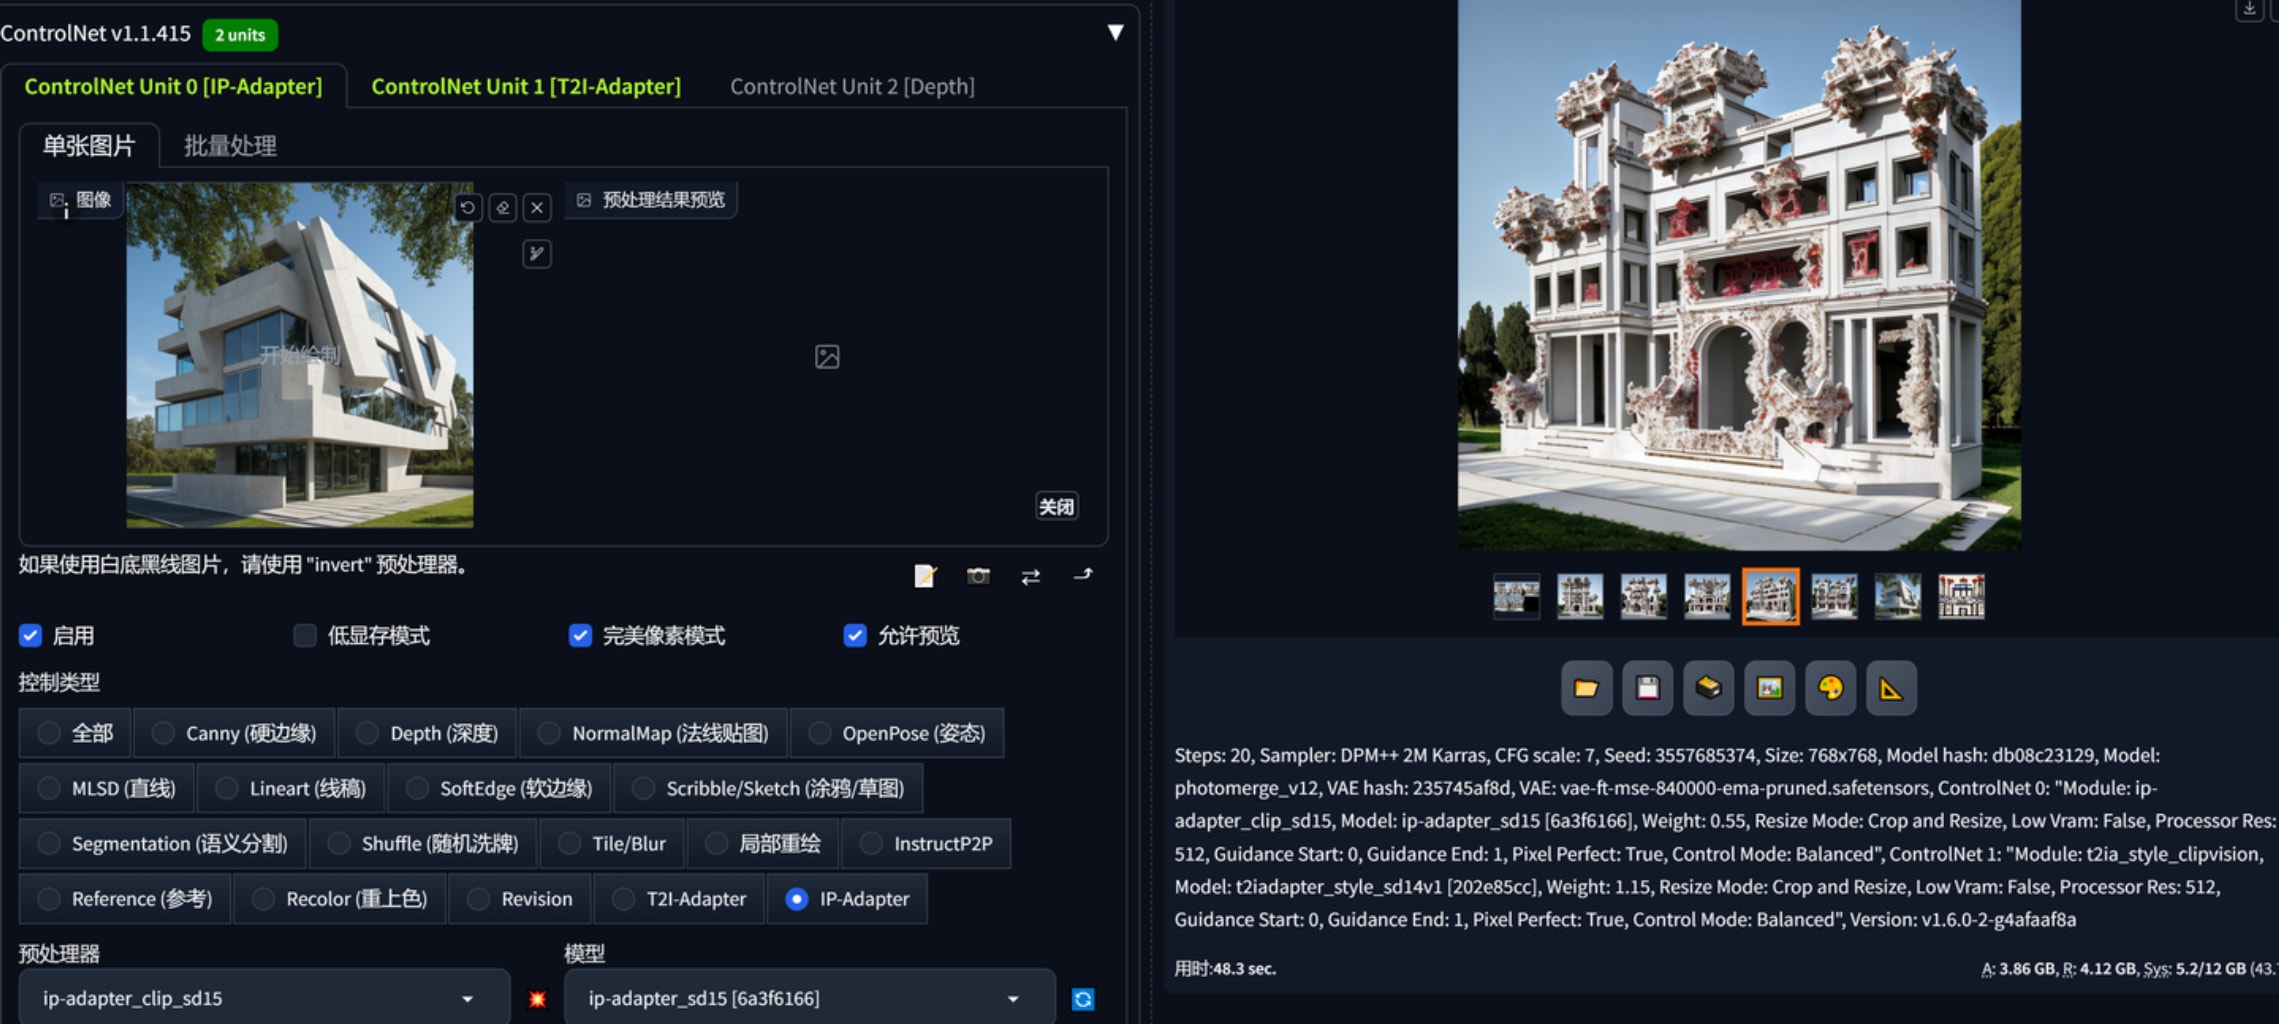 ControlNet v1.1.415
2 units
ControlNet Unit 0 [IP-Adapter]
ControlNet Unit 1 [T2I-Adapter]
ControlNet Unit 2 [Depth]
单张图片
批量处理
图像
开始绘制
预处理结果预览
关闭
如果使用白底黑线图片，请使用 "invert" 预处理器。
启用
低显存模式
完美像素模式
允许预览
控制类型
全部
Canny (硬边缘)
Depth (深度)
NormalMap (法线贴图)
OpenPose (姿态)
MLSD (直线)
Lineart (线稿)
SoftEdge (软边缘)
Scribble/Sketch (涂鸦/草图)
Segmentation (语义分割)
Shuffle (随机洗牌)
Tile/Blur
局部重绘
InstructP2P
Reference (参考)
Recolor (重上色)
Revision
T2I-Adapter
IP-Adapter
预处理器
模型
ip-adapter_clip_sd15
ip-adapter_sd15 [6a3f6166]
Steps: 20, Sampler: DPM++ 2M Karras, CFG scale: 7, Seed: 3557685374, Size: 768x768, Model hash: db08c23129, Model:
photomerge_v12, VAE hash: 235745af8d, VAE: vae-ft-mse-840000-ema-pruned.safetensors, ControlNet 0: "Module: ip-
adapter_clip_sd15, Model: ip-adapter_sd15 [6a3f6166], Weight: 0.55, Resize Mode: Crop and Resize, Low Vram: False, Processor Res:
512, Guidance Start: 0, Guidance End: 1, Pixel Perfect: True, Control Mode: Balanced", ControlNet 1: "Module: t2ia_style_clipvision,
Model: t2iadapter_style_sd14v1 [202e85cc], Weight: 1.15, Resize Mode: Crop and Resize, Low Vram: False, Processor Res: 512,
Guidance Start: 0, Guidance End: 1, Pixel Perfect: True, Control Mode: Balanced", Version: v1.6.0-2-g4afaaf8a
用时:48.3 sec.
A: 3.86 GB, R: 4.12 GB, Sys: 5.2/12 GB